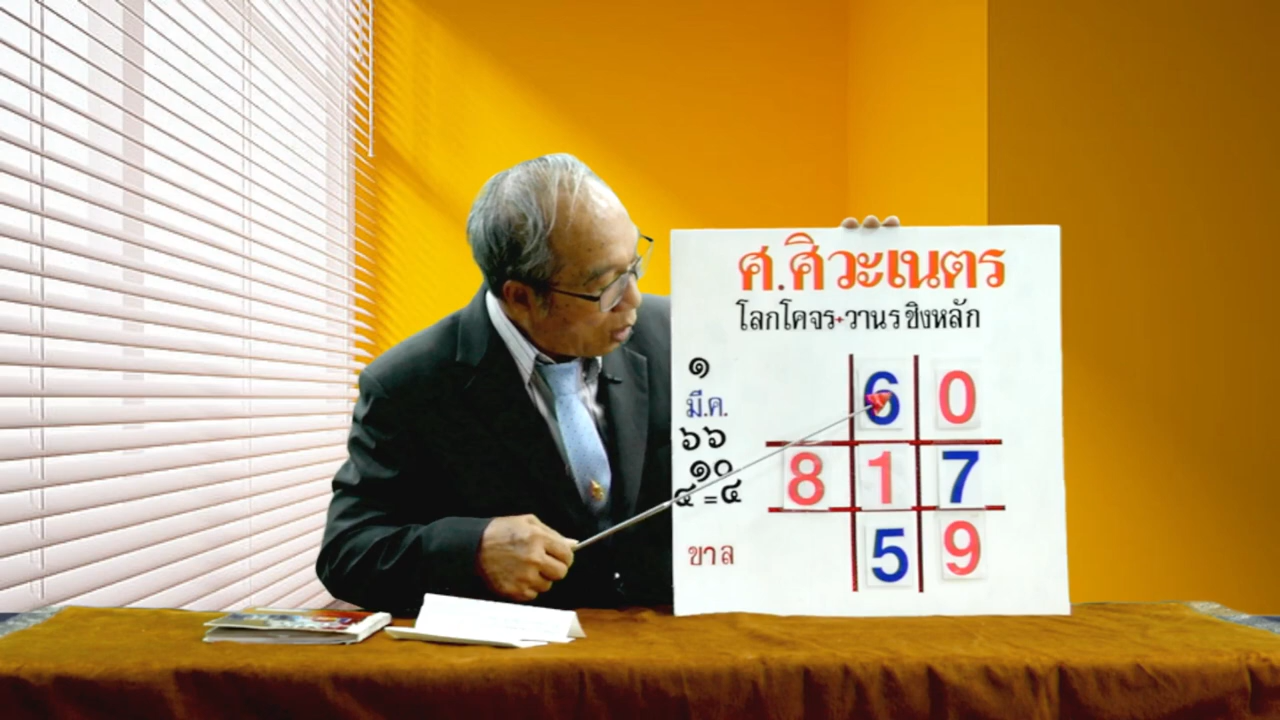 ศ.ศิวะเนตร
โลกโคจร+วานร ชิงหลัก
๑
มี.ค.
๖๖
๑๐
๔=๔
ขาล
6 0
8 1 7
5 9